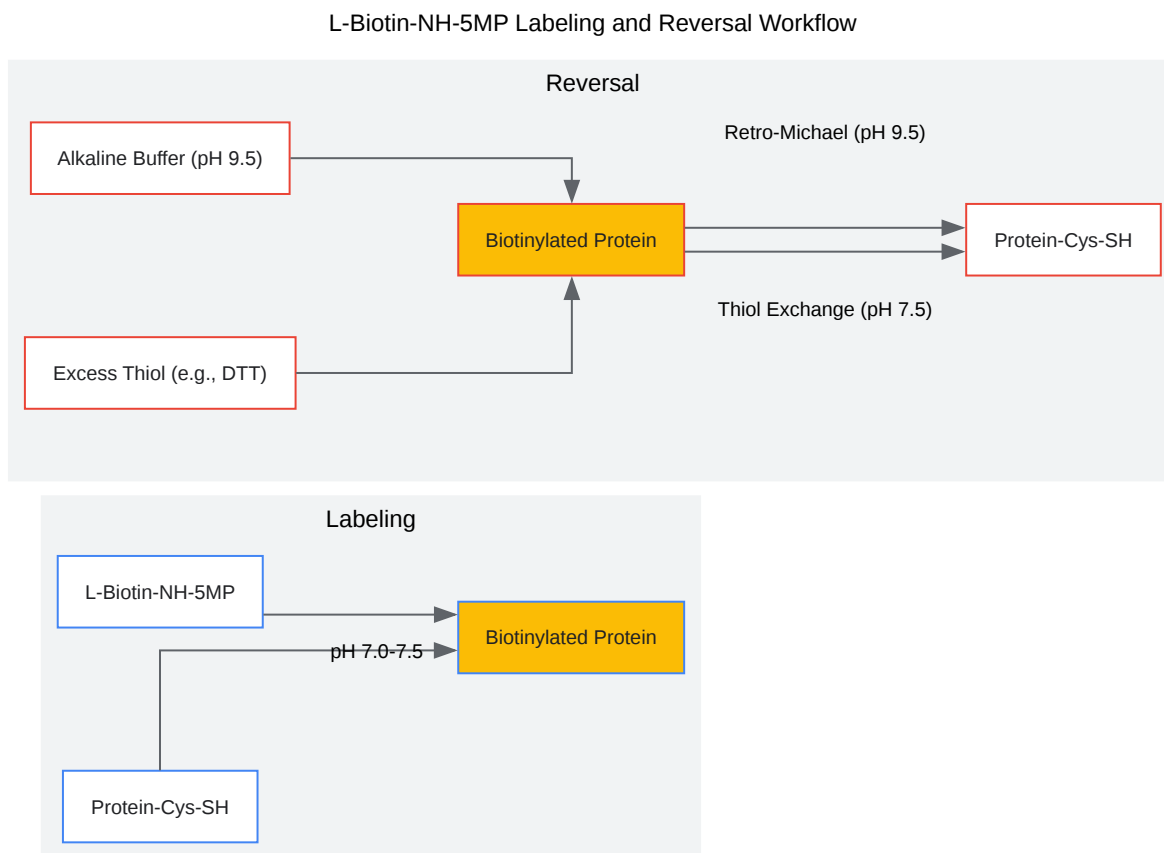 L-Biotin-NH-5MP Labeling and Reversal Workflow
Reversal
Retro-Michael (pH 9.5)
Alkaline Buffer (pH 9.5)
Biotinylated Protein
Protein-Cys-SH
Thiol Exchange (pH 7.5)
Excess Thiol (e.g., DTT)
Labeling
L-Biotin-NH-5MP
Biotinylated Protein
pH 7.0-7.5
Protein-Cys-SH